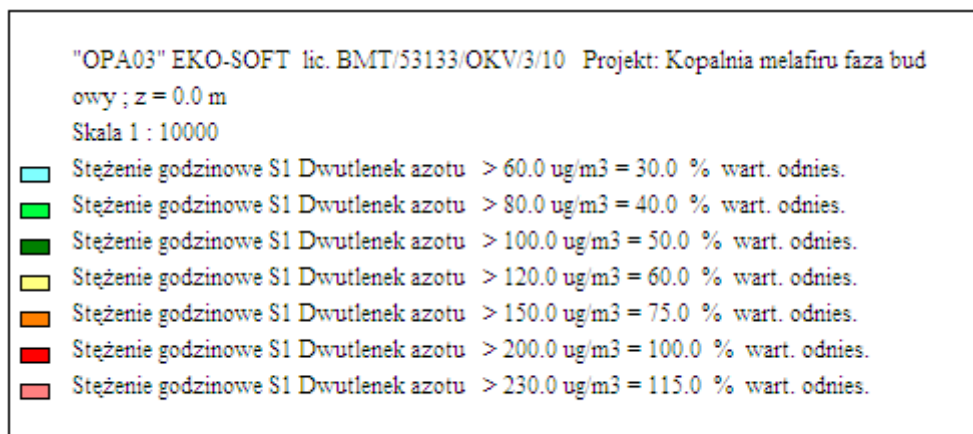 "OPA03" EKO-SOFT lic. BMT/53133/OKV/3/10 Projekt: Kopalnia melafiru faza bud
owy ; z = 0.0 m
Skala 1 : 10000
Stężenie godzinowe S1 Dwutlenek azotu > 60.0 ug/m3 = 30.0 % wart. odnies.
Stężenie godzinowe S1 Dwutlenek azotu > 80.0 ug/m3 = 40.0 % wart. odnies.
Stężenie godzinowe S1 Dwutlenek azotu > 100.0 ug/m3 = 50.0 % wart. odnies.
Stężenie godzinowe S1 Dwutlenek azotu > 120.0 ug/m3 = 60.0 % wart. odnies.
Stężenie godzinowe S1 Dwutlenek azotu > 150.0 ug/m3 = 75.0 % wart. odnies.
Stężenie godzinowe S1 Dwutlenek azotu > 200.0 ug/m3 = 100.0 % wart. odnies.
Stężenie godzinowe S1 Dwutlenek azotu > 230.0 ug/m3 = 115.0 % wart. odnies.